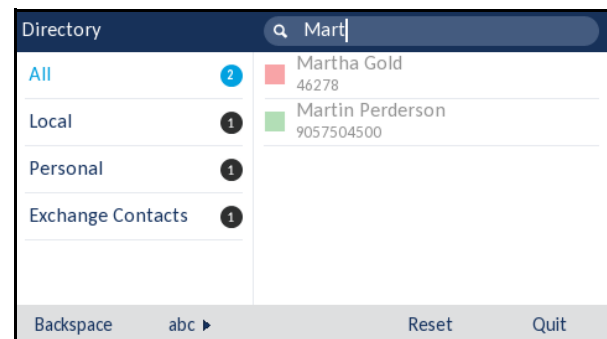 Directory
Mart
All 2
Local 1
Personal 1
Exchange Contacts 1
Martha Gold
46278
Martin Perderson
9057504500
Backspace abc Reset Quit